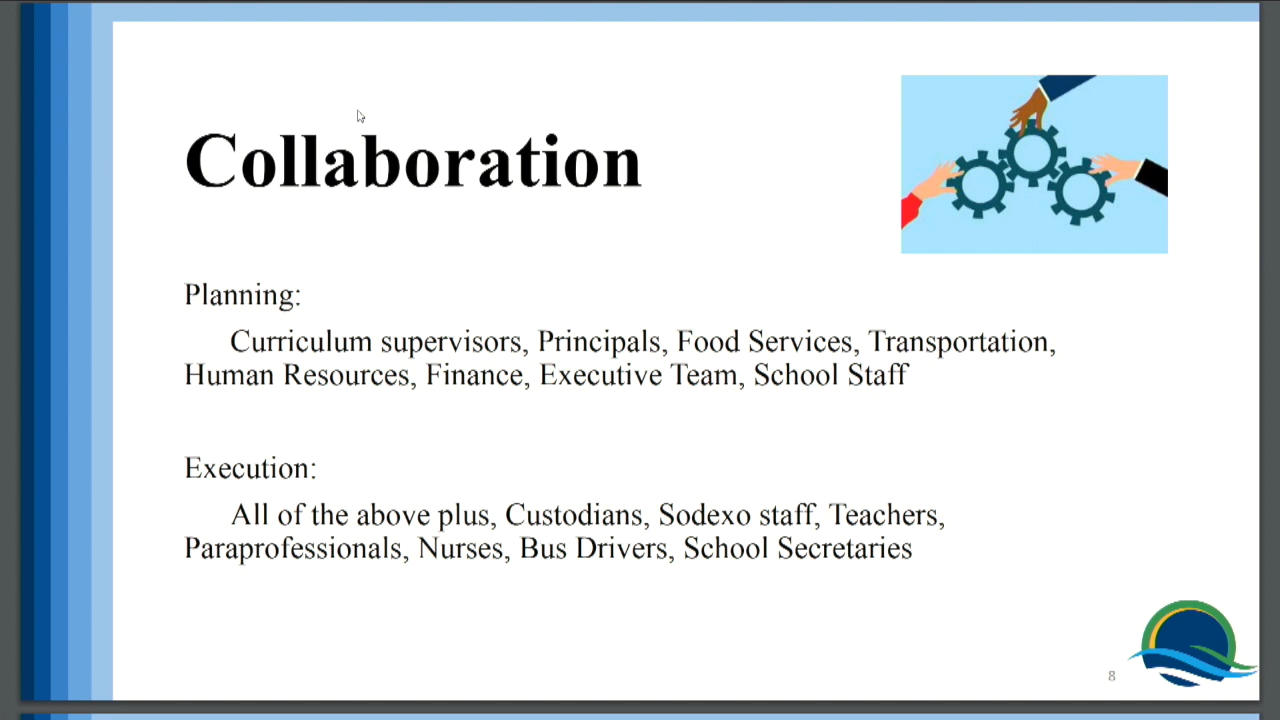 Collaboration
Planning:
Curriculum supervisors, Principals, Food Services, Transportation,
Human Resources, Finance, Executive Team, School Staff
Execution:
All of the above plus, Custodians, Sodexo staff, Teachers,
Paraprofessionals, Nurses, Bus Drivers, School Secretaries
8